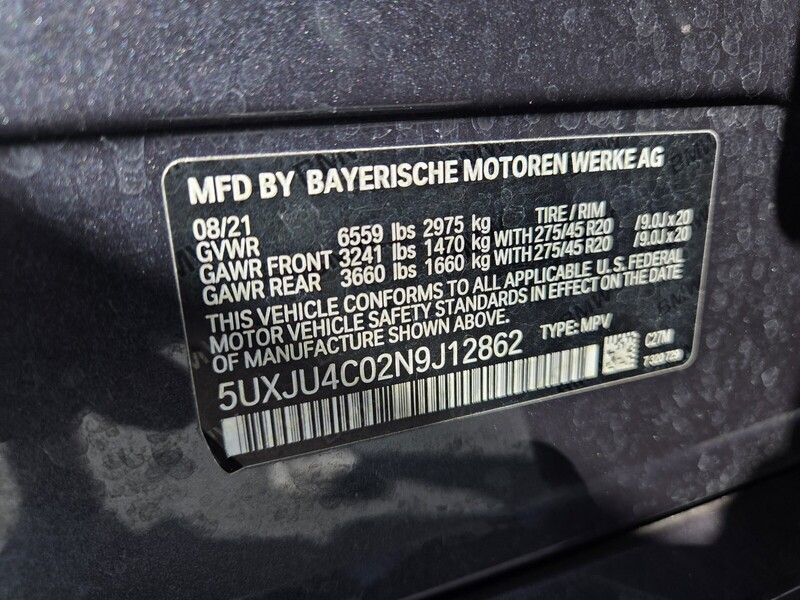 MFD BY BAYERISCHE MOTOREN WERKE AG
08/21 TIRE / RIM
GVWR 6559 lbs 2975 kg
GAWR FRONT 3241 lbs 1470 kg WITH 275/45 R20 / 9.0J x 20
GAWR REAR 3660 lbs 1660 kg WITH 275/45 R20 / 9.0J x 20
THIS VEHICLE CONFORMS TO ALL APPLICABLE U.S. FEDERAL
MOTOR VEHICLE SAFETY STANDARDS IN EFFECT ON THE DATE
OF MANUFACTURE SHOWN ABOVE.
TYPE: MPV
5UXJU4C02N9J12862
C27M